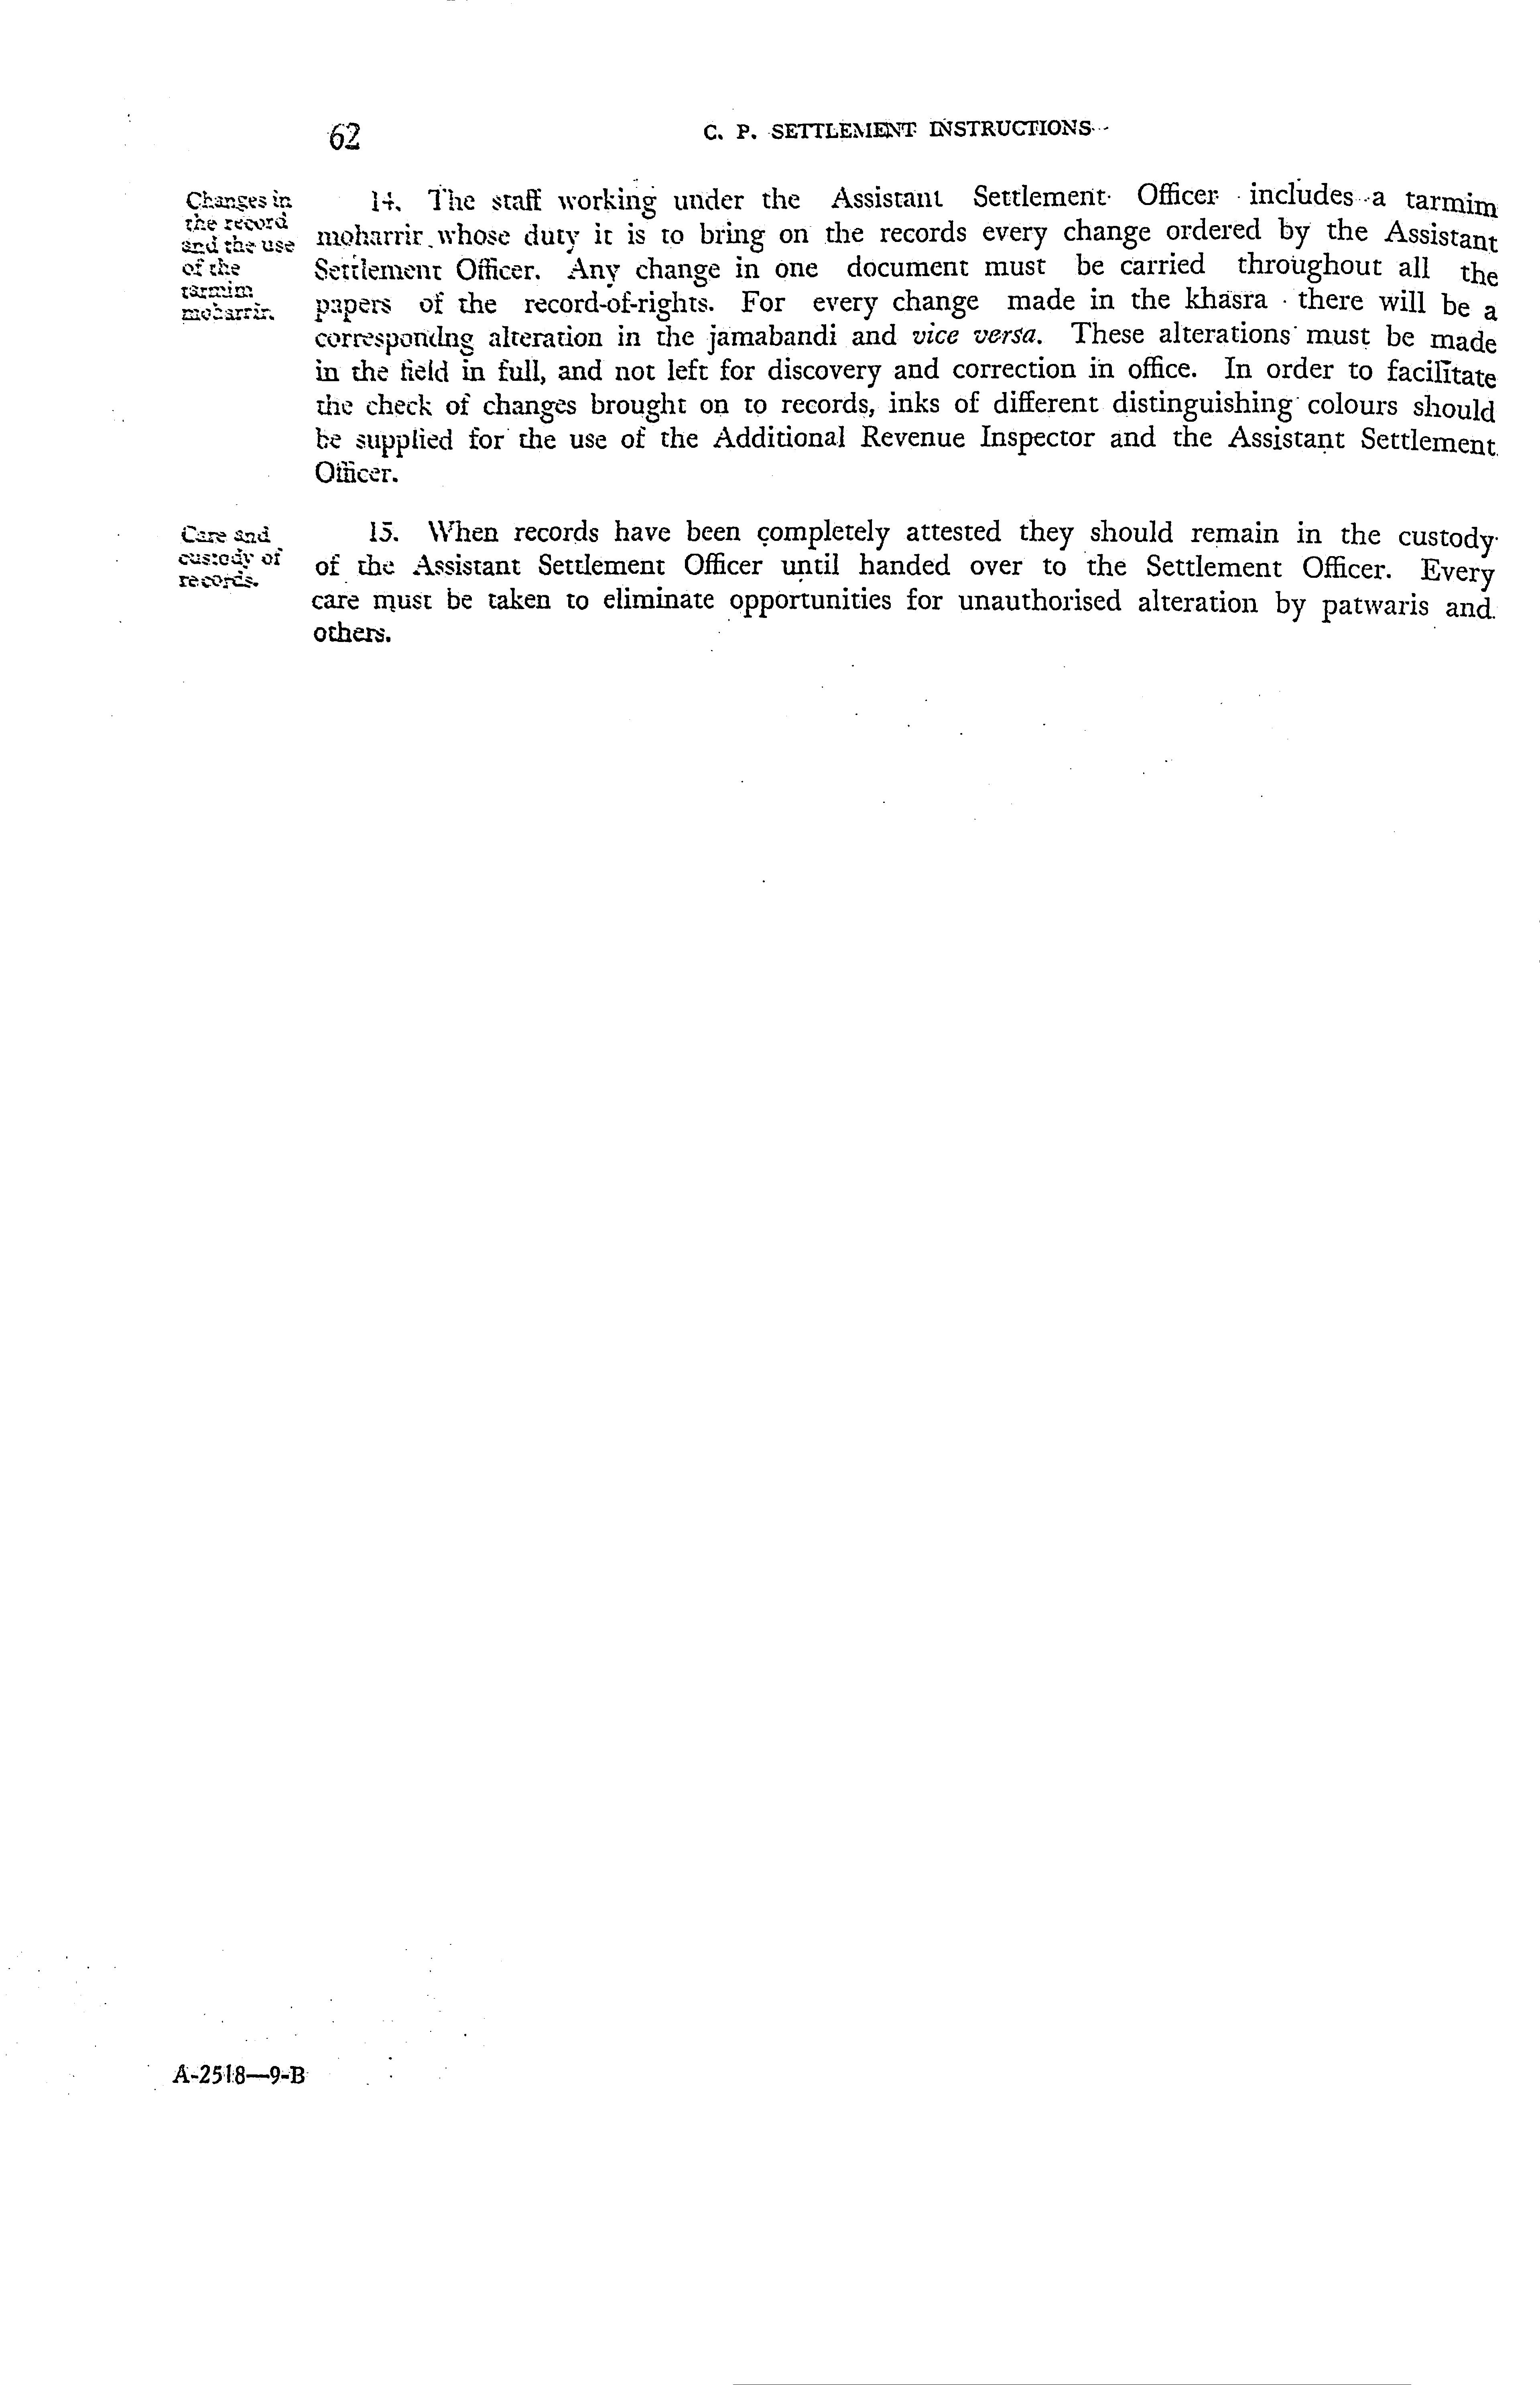 62
C. P. SETTLEMENT INSTRUCTIONS
Changes in
the record
and the use
of the
tarmim
moharrir.
14. The staff working under the Assistant Settlement Officer includes a tarmim
moharrir whose duty it is to bring on the records every change ordered by the Assistant
Settlement Officer. Any change in one document must be carried throughout all the
papers of the record-of-rights. For every change made in the khasra there will be a
correspondng alteration in the jamabandi and vice versa. These alterations must be made
in the field in full, and not left for discovery and correction in office. In order to facilitate
the check of changes brought on to records, inks of different distinguishing colours should
be supplied for the use of the Additional Revenue Inspector and the Assistant Settlement
Officer.
Care and
custody of
records.
15. When records have been completely attested they should remain in the custody
of the Assistant Settlement Officer until handed over to the Settlement Officer. Every
care must be taken to eliminate opportunities for unauthorised alteration by patwaris and
others.
A-2518—9-B